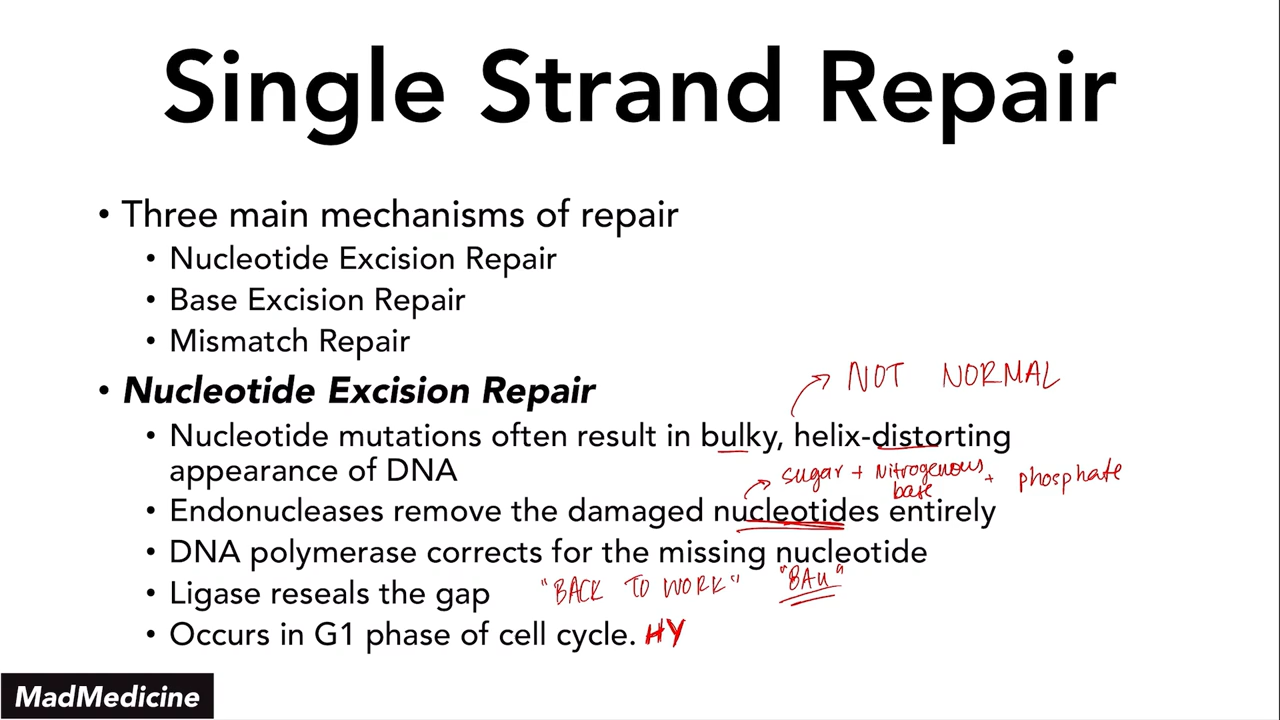 Single Strand Repair
• Three main mechanisms of repair
• Nucleotide Excision Repair
• Base Excision Repair
• Mismatch Repair
• Nucleotide Excision Repair
NOT NORMAL
• Nucleotide mutations often result in bulky, helix-distorting
appearance of DNA
sugar + Nitrogenous base + phosphate
• Endonucleases remove the damaged nucleotides entirely
• DNA polymerase corrects for the missing nucleotide
• Ligase reseals the gap "BACK TO WORK" "BAU"
• Occurs in G1 phase of cell cycle. HY
MadMedicine